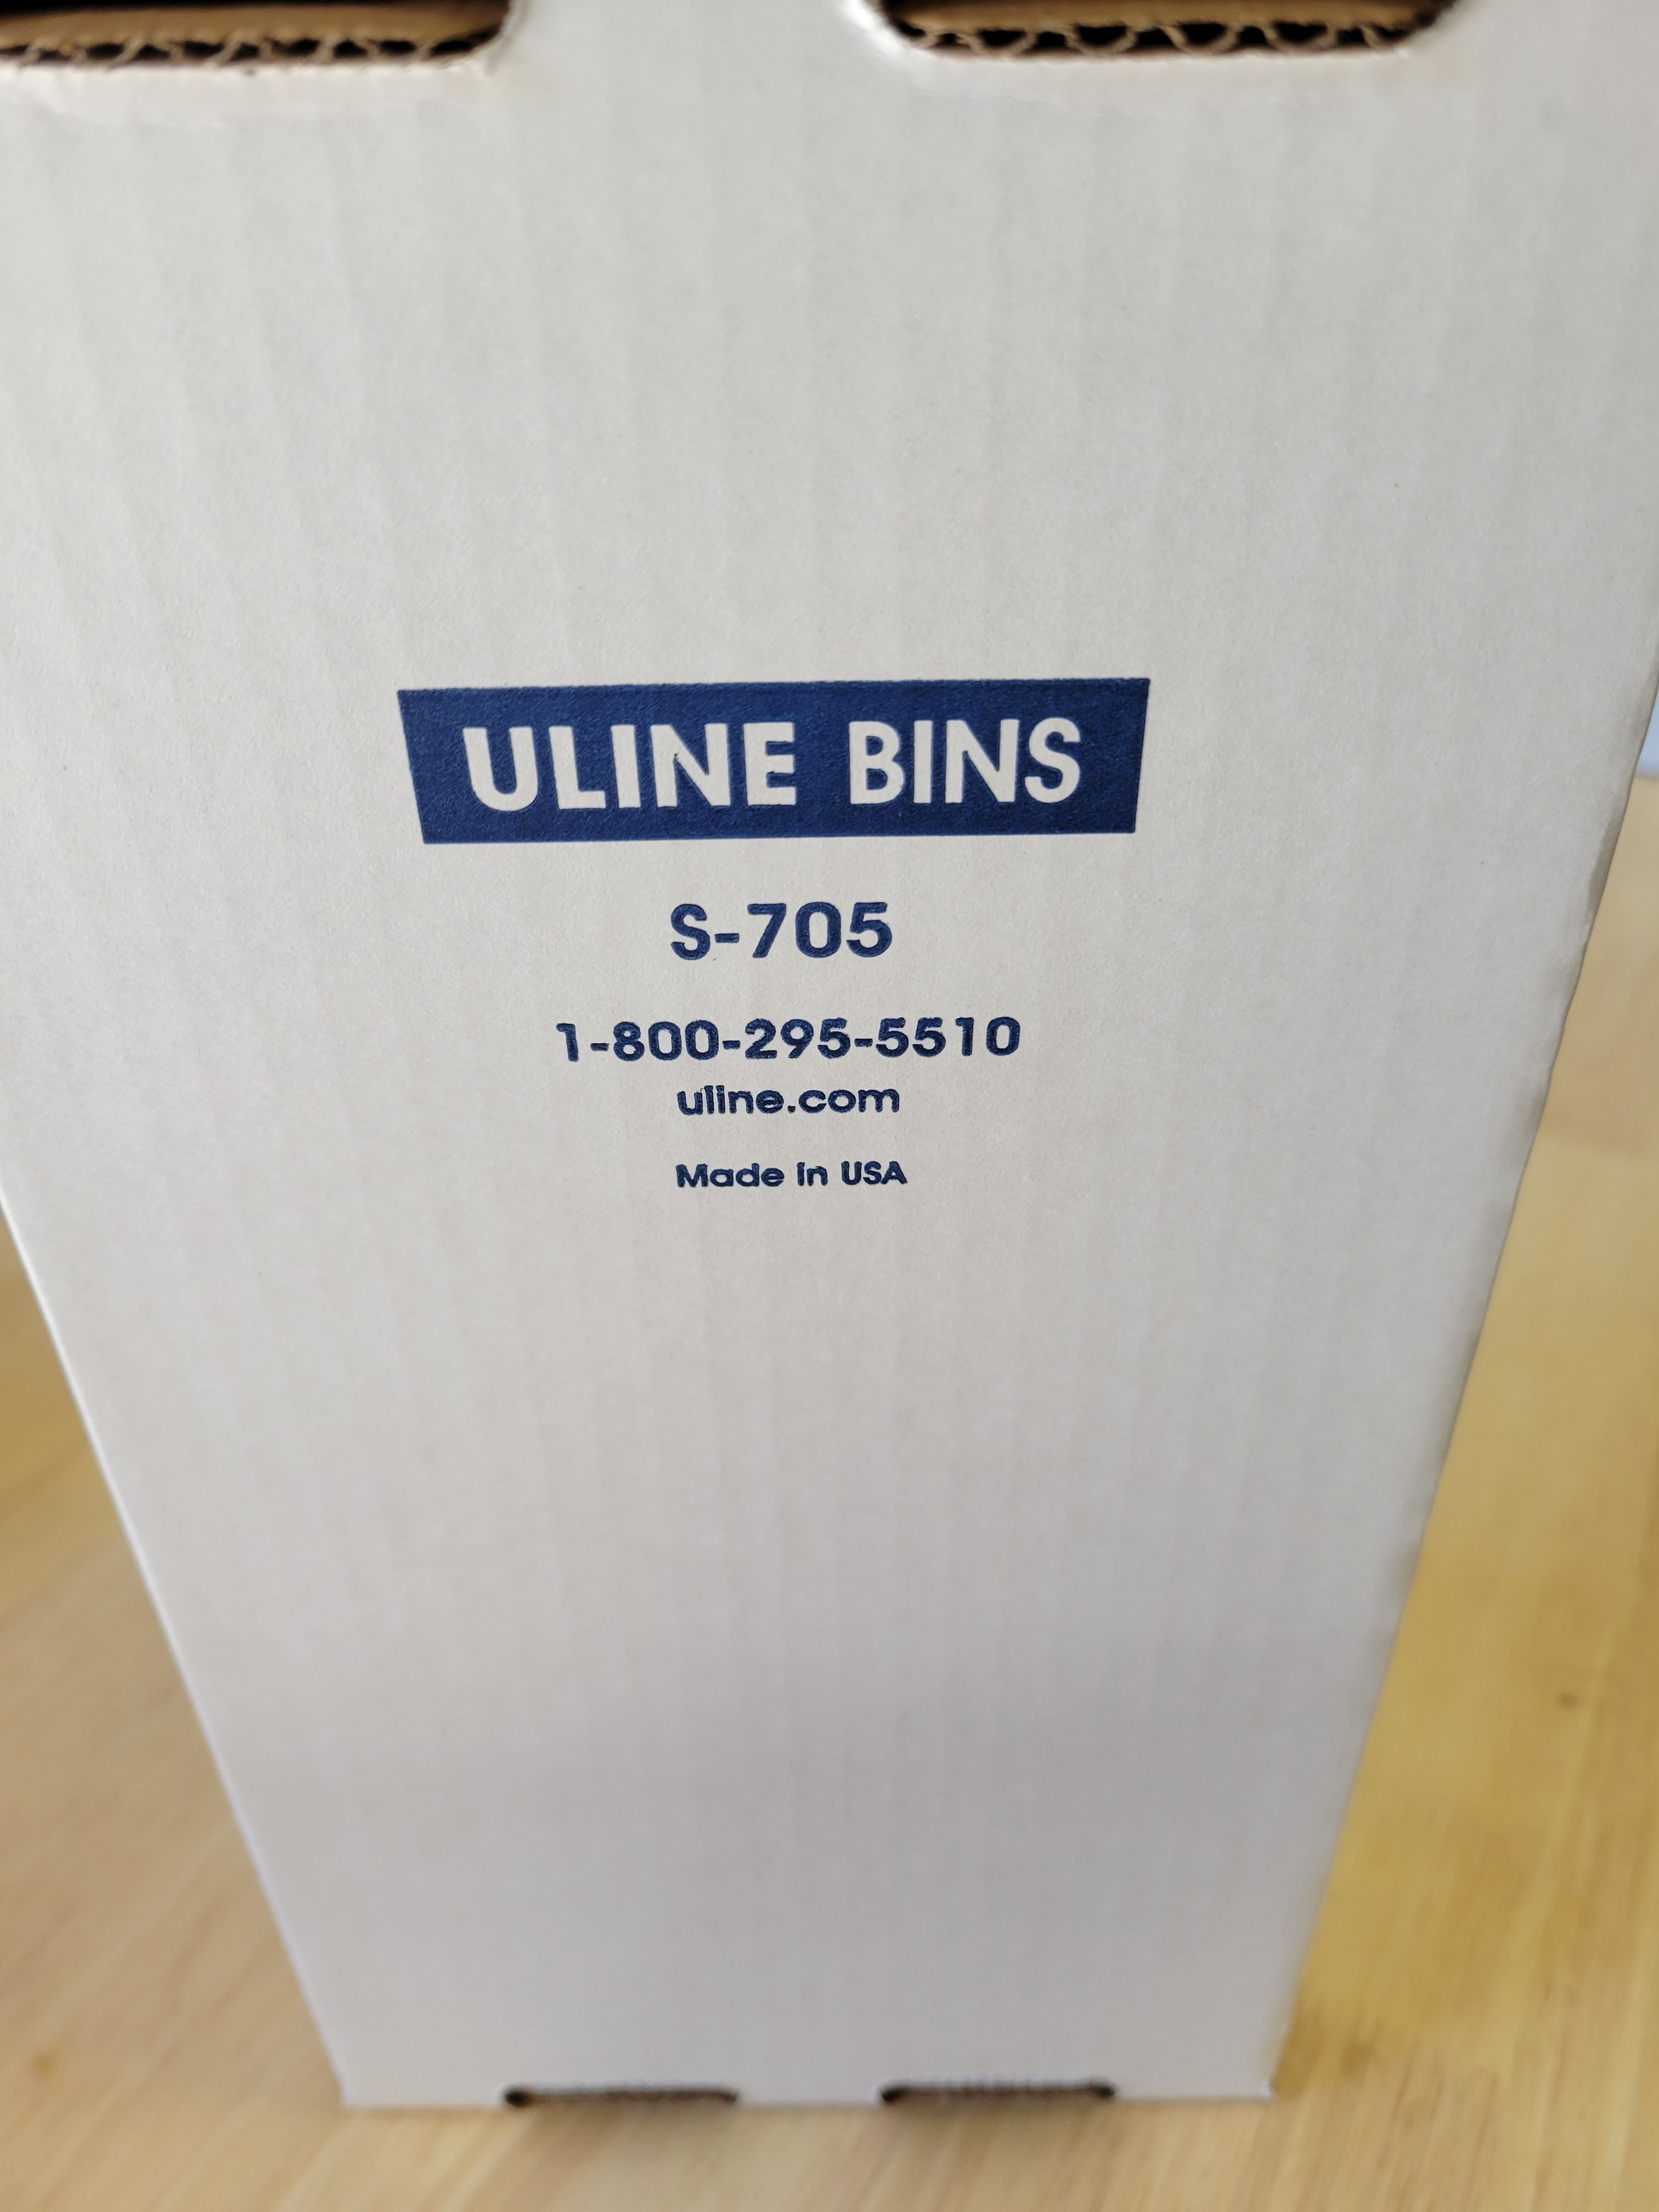 ULINE BINS
S-705
1-800-295-5510
uline.com
Made in USA